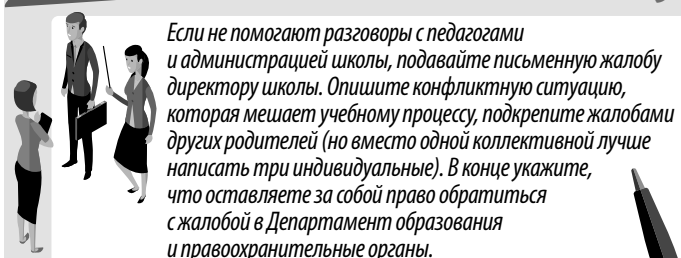 Если не помогают разговоры с педагогами
и администрацией школы, подавайте письменную жалобу
директору школы. Опишите конфликтную ситуацию,
которая мешает учебному процессу, подкрепите жалобами
других родителей (но вместо одной коллективной лучше
написать три индивидуальные). В конце укажите,
что оставляете за собой право обратиться
с жалобой в Департамент образования
и правоохранительные органы.